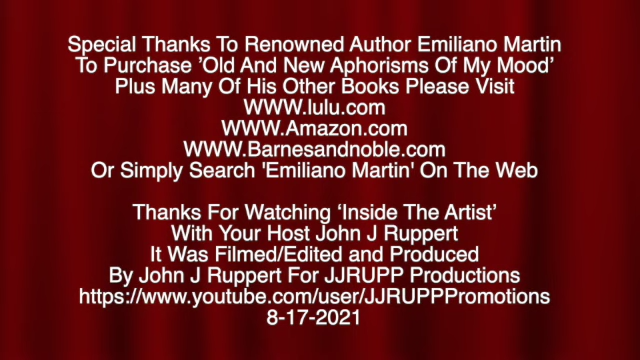 Special Thanks To Renowned Author Emiliano Martin
To Purchase ’Old And New Aphorisms Of My Mood’
Plus Many Of His Other Books Please Visit
WWW.lulu.com
WWW.Amazon.com
WWW.Barnesandnoble.com
Or Simply Search 'Emiliano Martin' On The Web
Thanks For Watching ‘Inside The Artist’
With Your Host John J Ruppert
It Was Filmed/Edited and Produced
By John J Ruppert For JJRUPP Productions
https://www.youtube.com/user/JJRUPPPromotions
8-17-2021